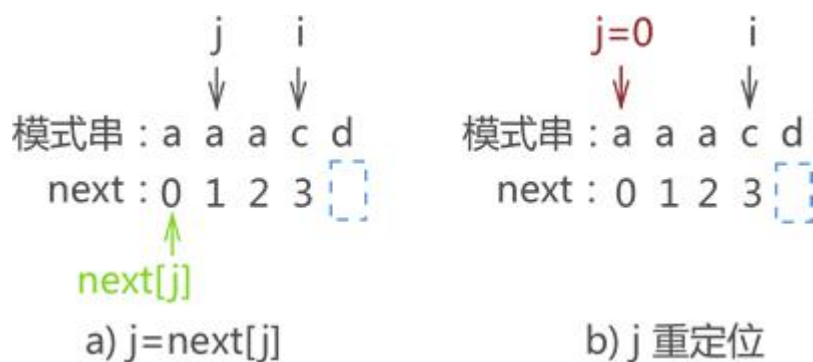 j i
模式串 : a a a c d
next : 0 1 2 3
next[j]
a) j=next[j]
j=0 i
模式串 : a a a c d
next : 0 1 2 3
b) j 重定位